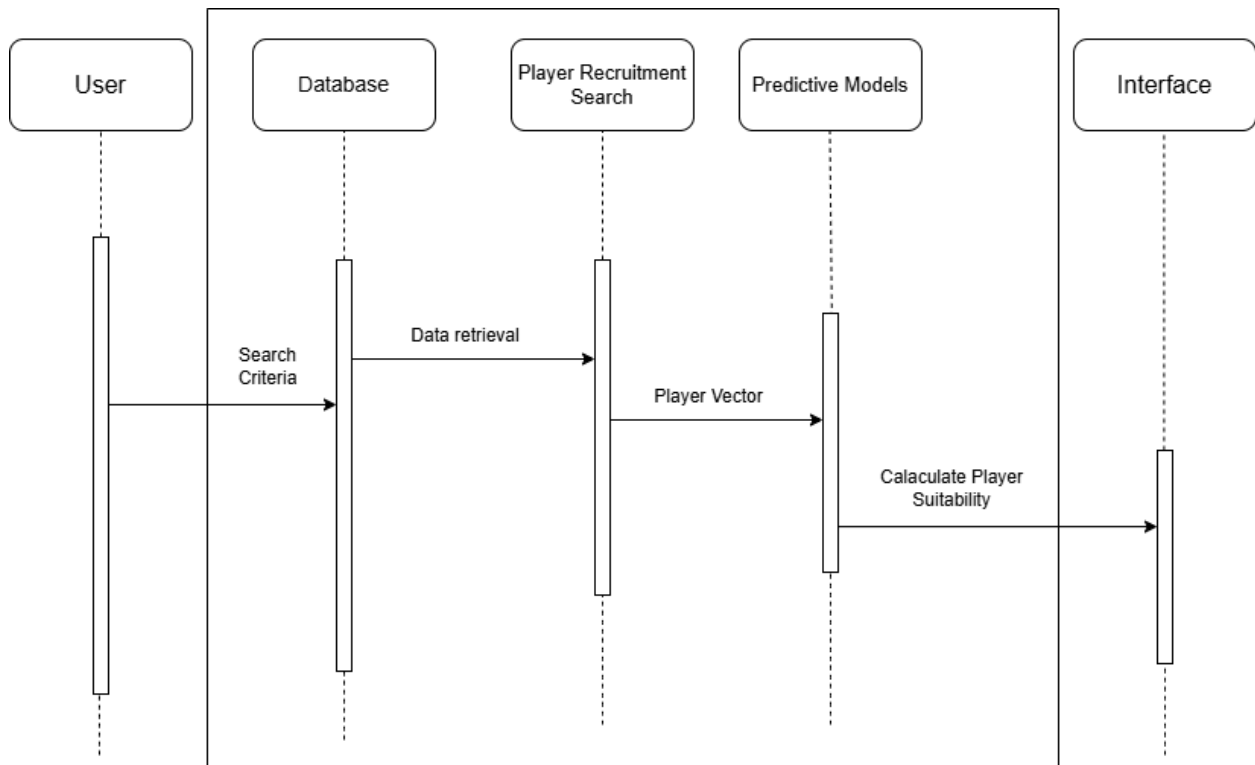 User
Database
Player Recruitment
Search
Predictive Models
Interface
Data retrieval
Search
Criteria
Player Vector
Calaculate Player
Suitability